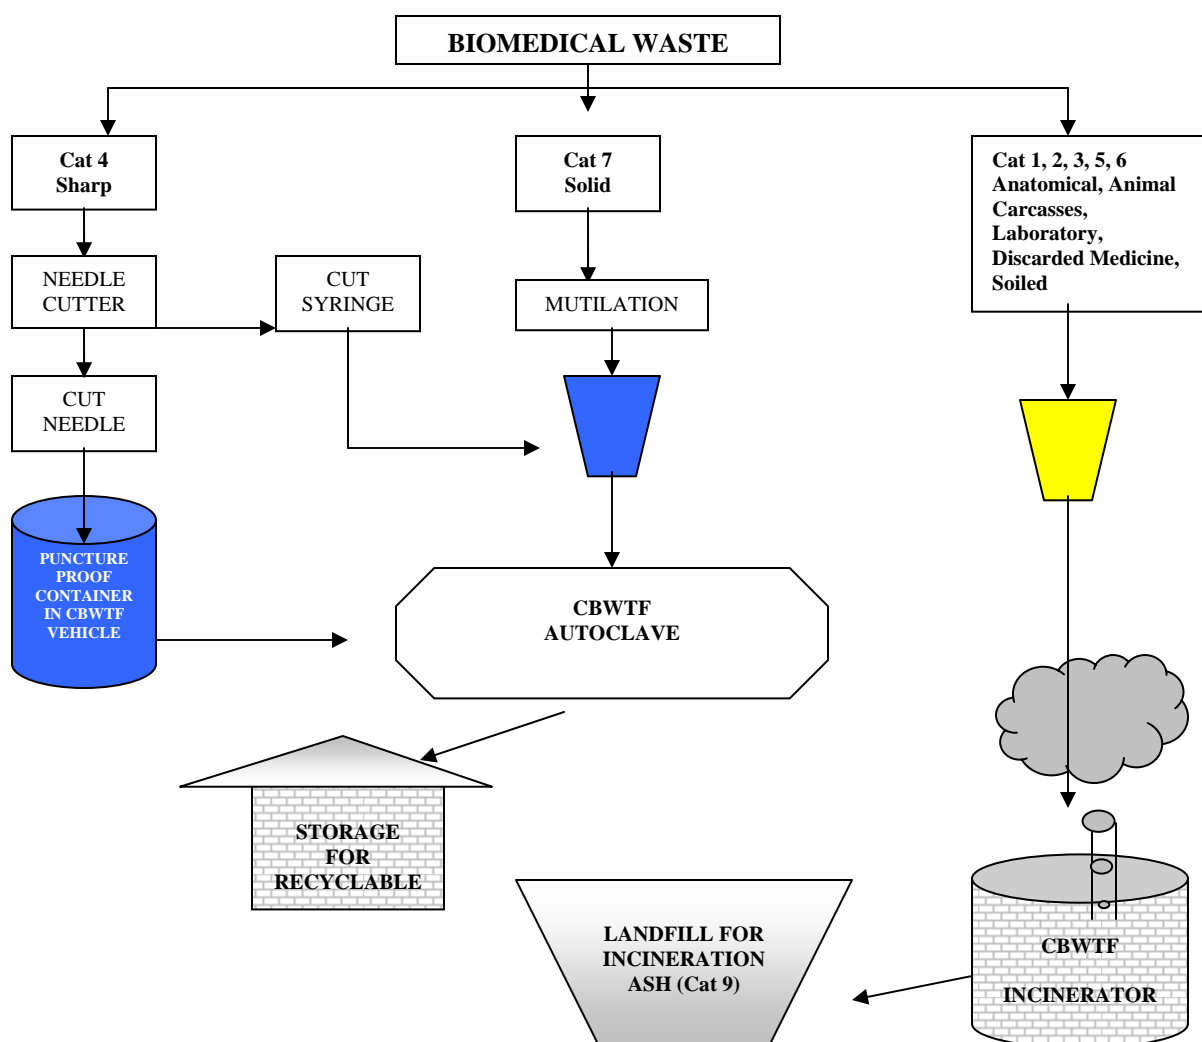 BIOMEDICAL WASTE
Cat 4
Sharp
Cat 7
Solid
Cat 1, 2, 3, 5, 6
Anatomical, Animal
Carcasses,
Laboratory,
Discarded Medicine,
Soiled
NEEDLE
CUTTER
CUT
SYRINGE
MUTILATION
CUT
NEEDLE
PUNCTURE
PROOF
CONTAINER
IN CBWTF
VEHICLE
CBWTF
AUTOCLAVE
STORAGE
FOR
RECYCLABLE
LANDFILL FOR
INCINERATION
ASH (Cat 9)
CBWTF
INCINERATOR